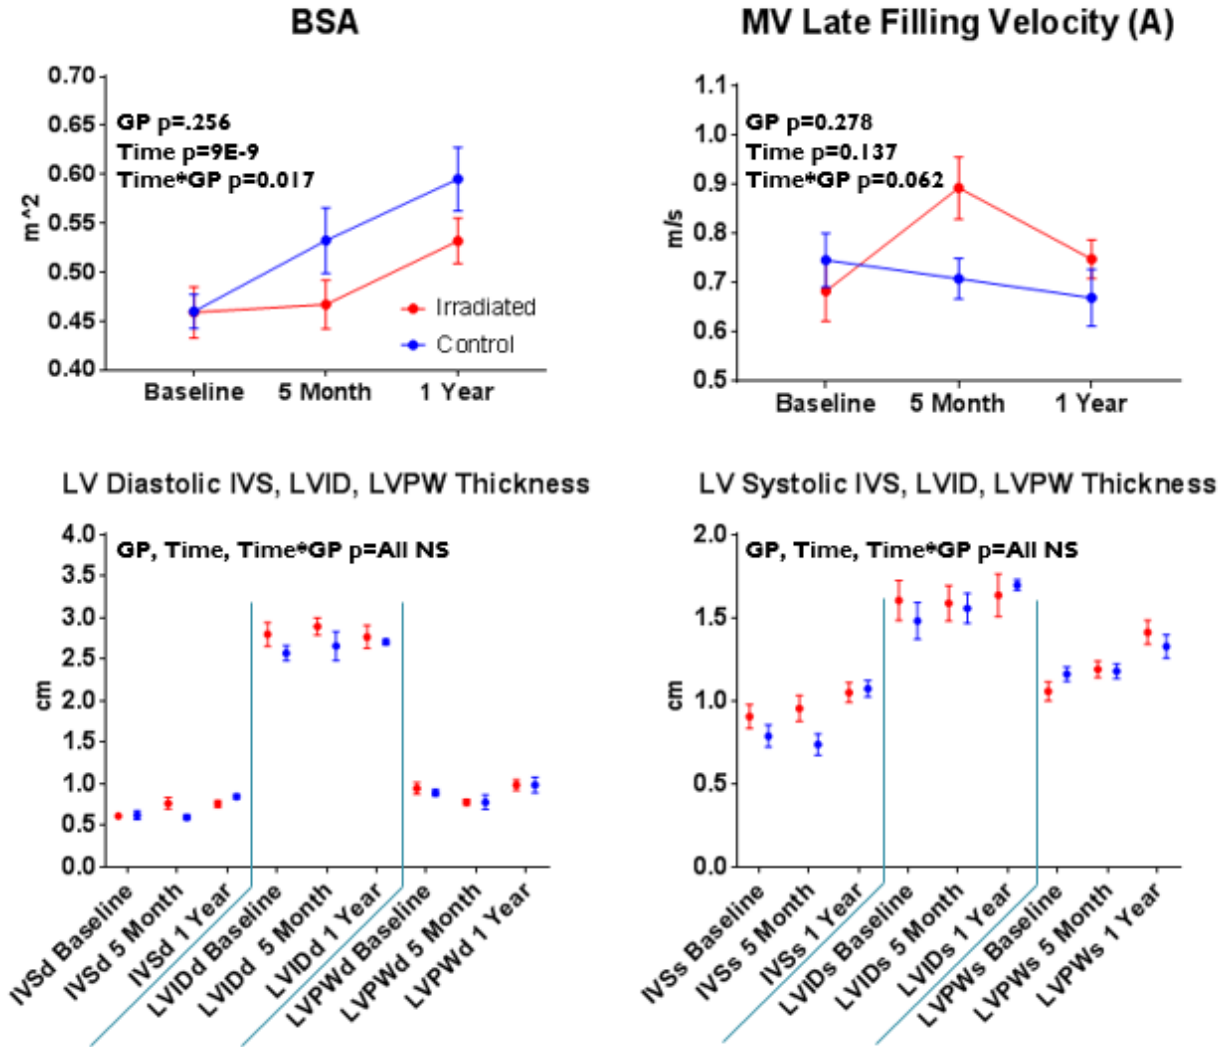 BSA
0.70
0.65
0.60
0.55
0.50
0.45
0.40
m^2
GP p=.256
Time p=9E-9
Time*GP p=0.017
Irradiated
Control
Baseline 5 Month 1 Year
MV Late Filling Velocity (A)
1.1
1.0
0.9
0.8
0.7
0.6
0.5
m/s
GP p=0.278
Time p=0.137
Time*GP p=0.062
Baseline 5 Month 1 Year
LV Diastolic IVS, LVID, LVPW Thickness
4.0
3.5
3.0
2.5
2.0
1.5
1.0
0.5
0.0
cm
GP, Time, Time*GP p=All NS
IVSd Baseline
IVSd 5 Month
IVSd 1 Year
LVIDd Baseline
LVIDd 5 Month
LVIDd 1 Year
LVPWd Baseline
LVPWd 5 Month
LVPWd 1 Year
LV Systolic IVS, LVID, LVPW Thickness
2.0
1.5
1.0
0.5
0.0
cm
GP, Time, Time*GP p=All NS
IVSs Baseline
IVSs 5 Month
IVSs 1 Year
LVIDs Baseline
LVIDs 5 Month
LVIDs 1 Year
LVPWs Baseline
LVPWs 5 Month
LVPWs 1 Year